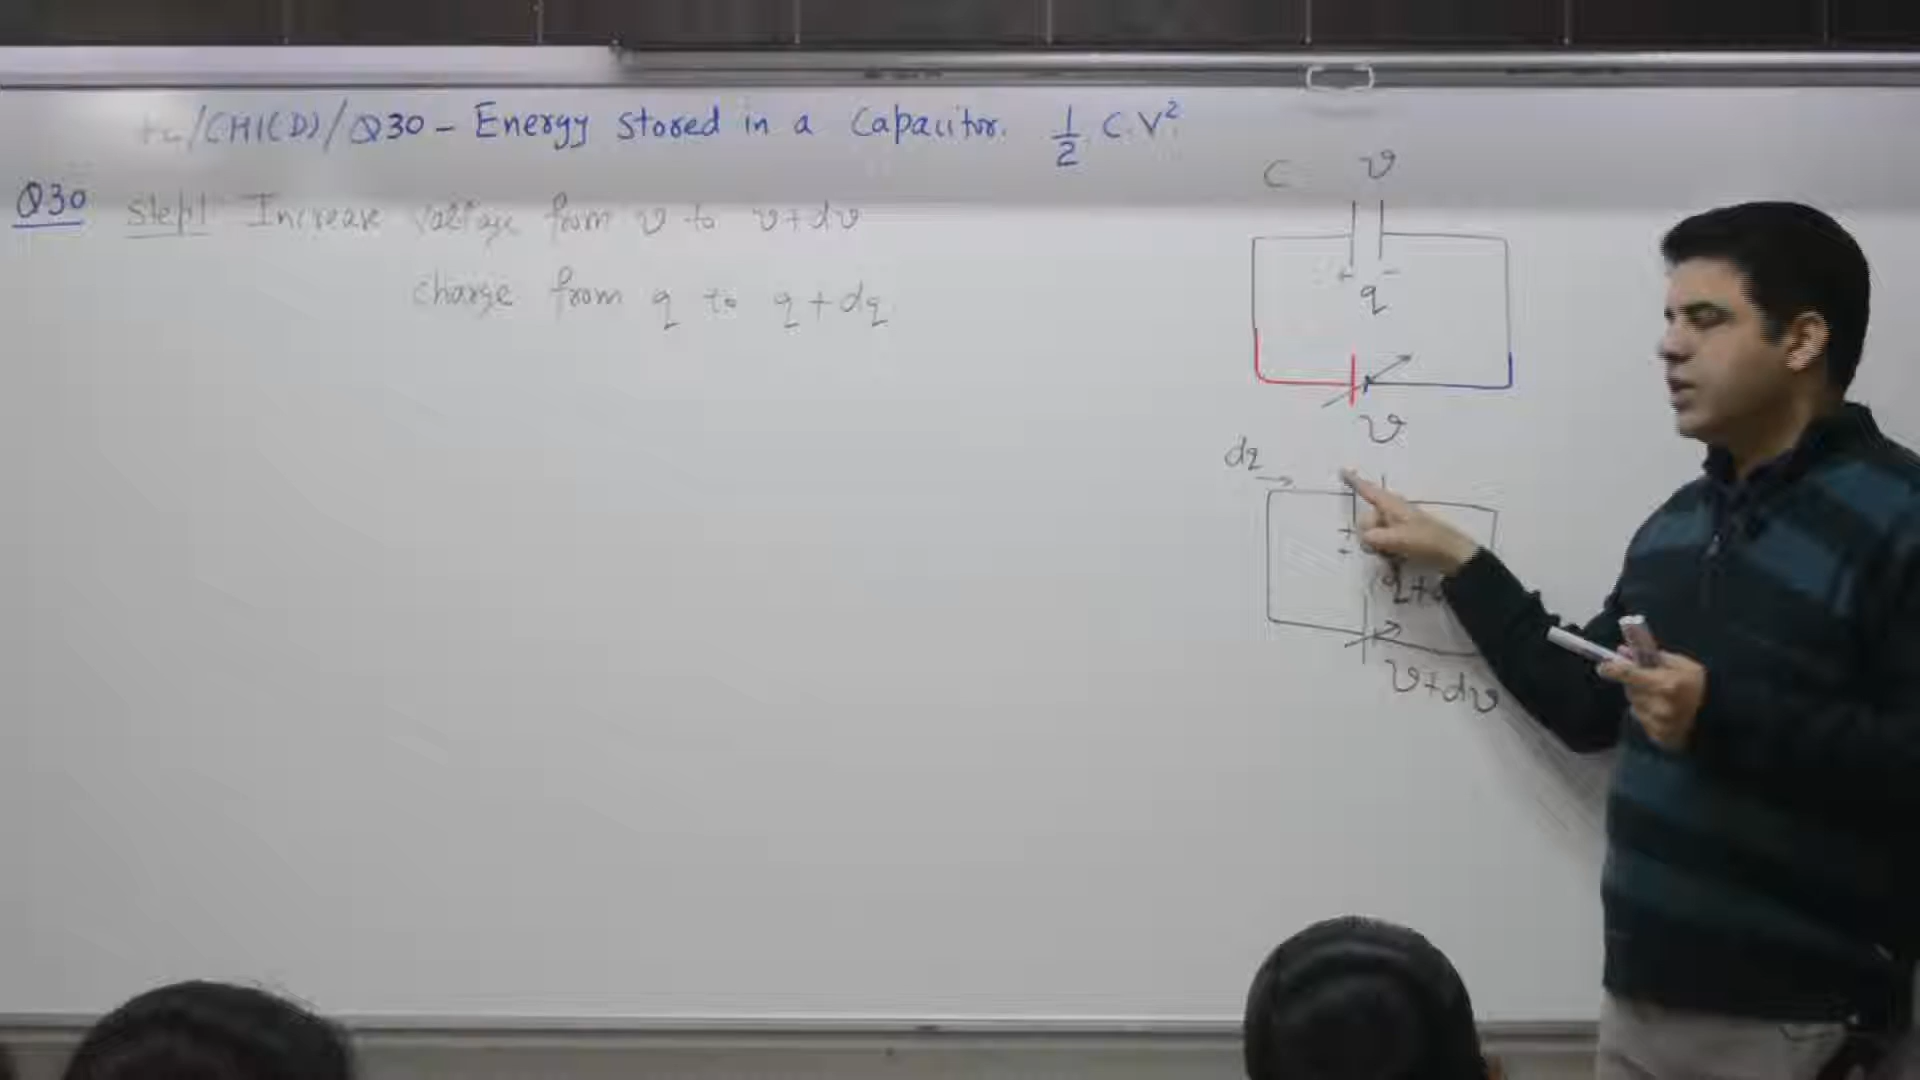 /CH1(D)/Q30 - Energy Stored in a Capacitor. 1/2 C.V²
Q30 Step1 Increase Voltage from v to v+dv
charge from q to q+dq
C v
+ -
q
v
dq →
+
-
q+
v+dv